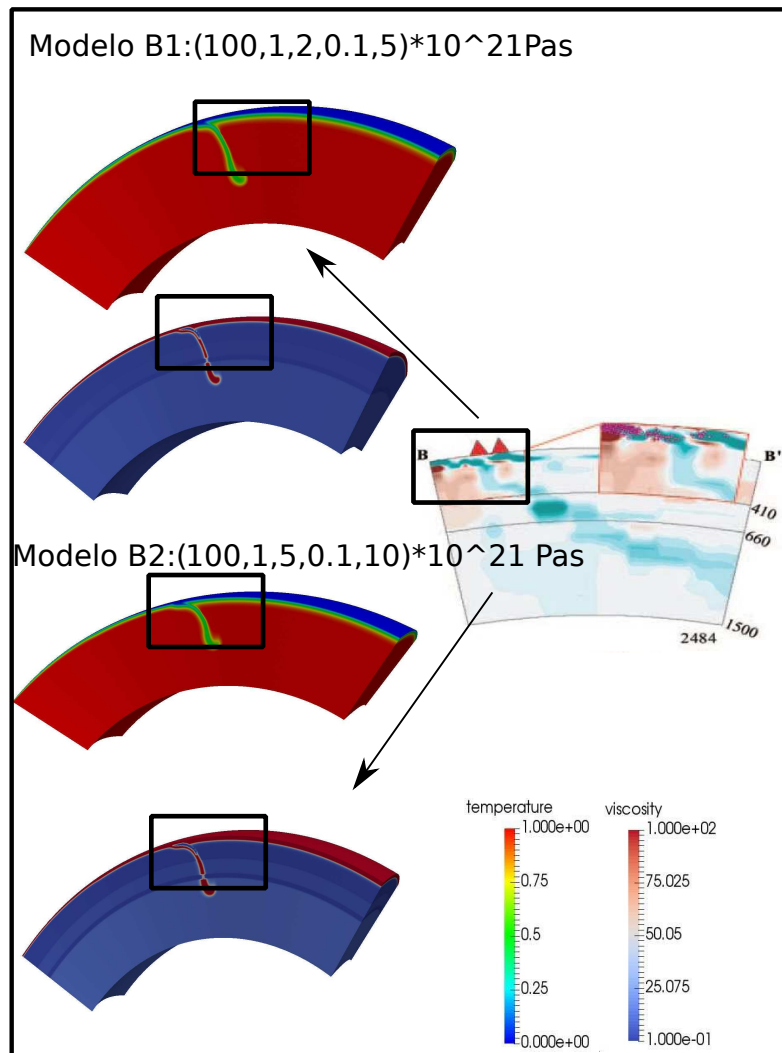 Modelo B1:(100,1,2,0.1,5)*10^21Pas
B
B'
410
660
Modelo B2:(100,1,5,0.1,10)*10^21 Pas
1500
2484
temperature
viscosity
1.000e+00
1.000e+02
0.75
75.025
0.5
50.05
0.25
25.075
0.000e+00
1.000e-01